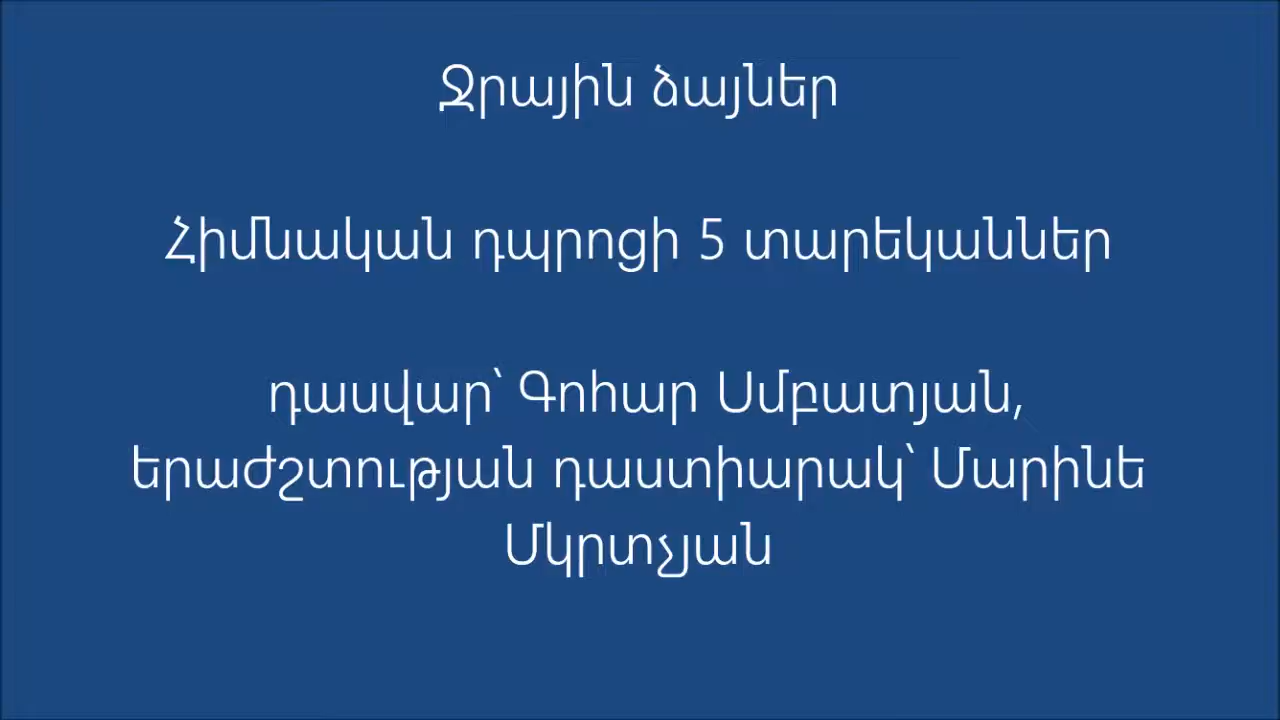 Ջրային ձայներ
Հիմնական դպրոցի 5 տարեկաններ
դասվար՝ Գոհար Սմբատյան,
երաժշտության դաստիարակ՝ Մարինե
Մկրտչյան